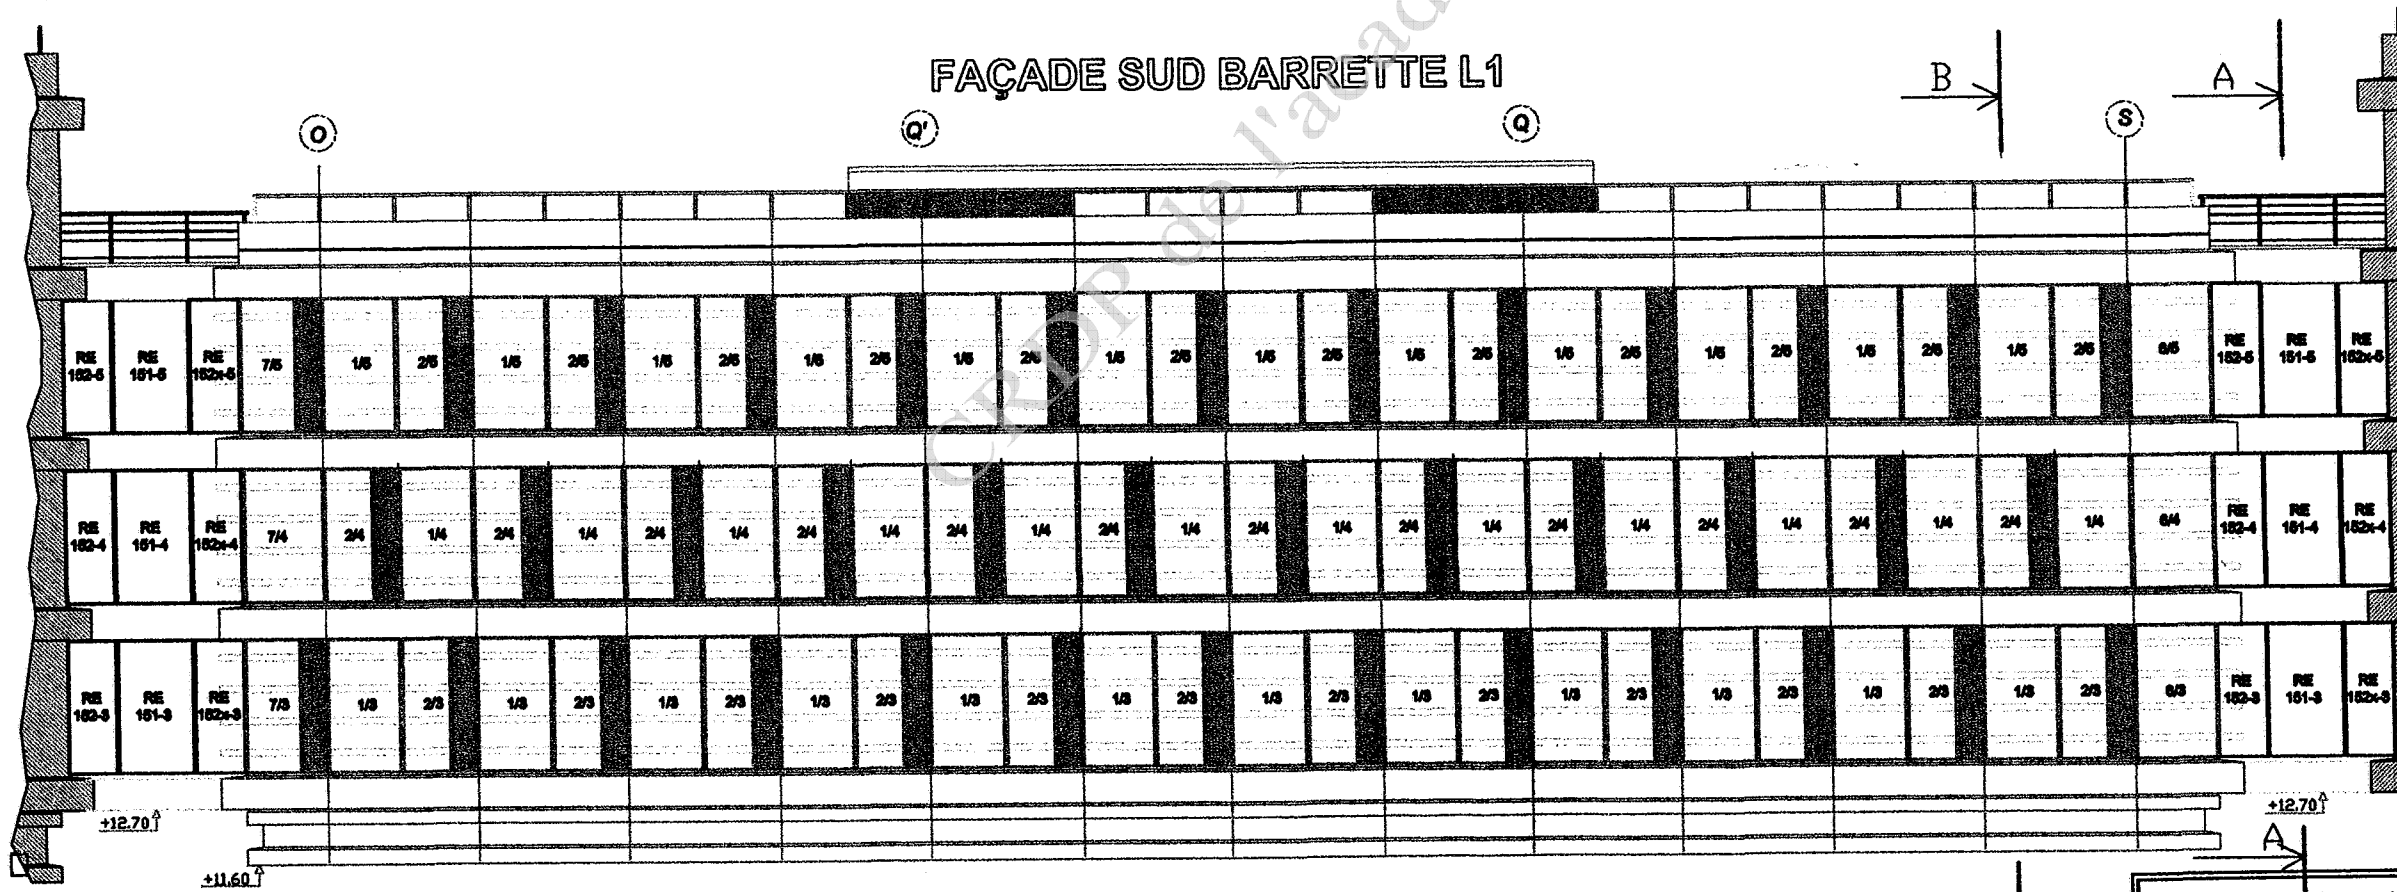 FAÇADE SUD BARRETTE L1
B A
O Q' Q S
RE RE RE RE RE RE
152-5 151-5 152x-5 7/5 1/5 2/5 1/5 2/5 1/5 2/5 1/5 2/5 1/5 2/5 1/5 2/5 1/5 2/5 1/5 2/5 1/5 2/5 1/5 2/5 1/5 2/5 1/5 2/5 6/5 152-5 151-5 152x-5
RE RE RE RE RE RE
152-4 151-4 152x-4 7/4 2/4 1/4 2/4 1/4 2/4 1/4 2/4 1/4 2/4 1/4 2/4 1/4 2/4 1/4 2/4 1/4 2/4 1/4 2/4 1/4 2/4 1/4 2/4 1/4 6/4 152-4 151-4 152x-4
RE RE RE RE RE RE
152-3 151-3 152x-3 7/3 1/3 2/3 1/3 2/3 1/3 2/3 1/3 2/3 1/3 2/3 1/3 2/3 1/3 2/3 1/3 2/3 1/3 2/3 1/3 2/3 1/3 2/3 1/3 2/3 6/3 152-3 151-3 152x-3
+12.70 +12.70
A
+11.60
CRDP de l'acad